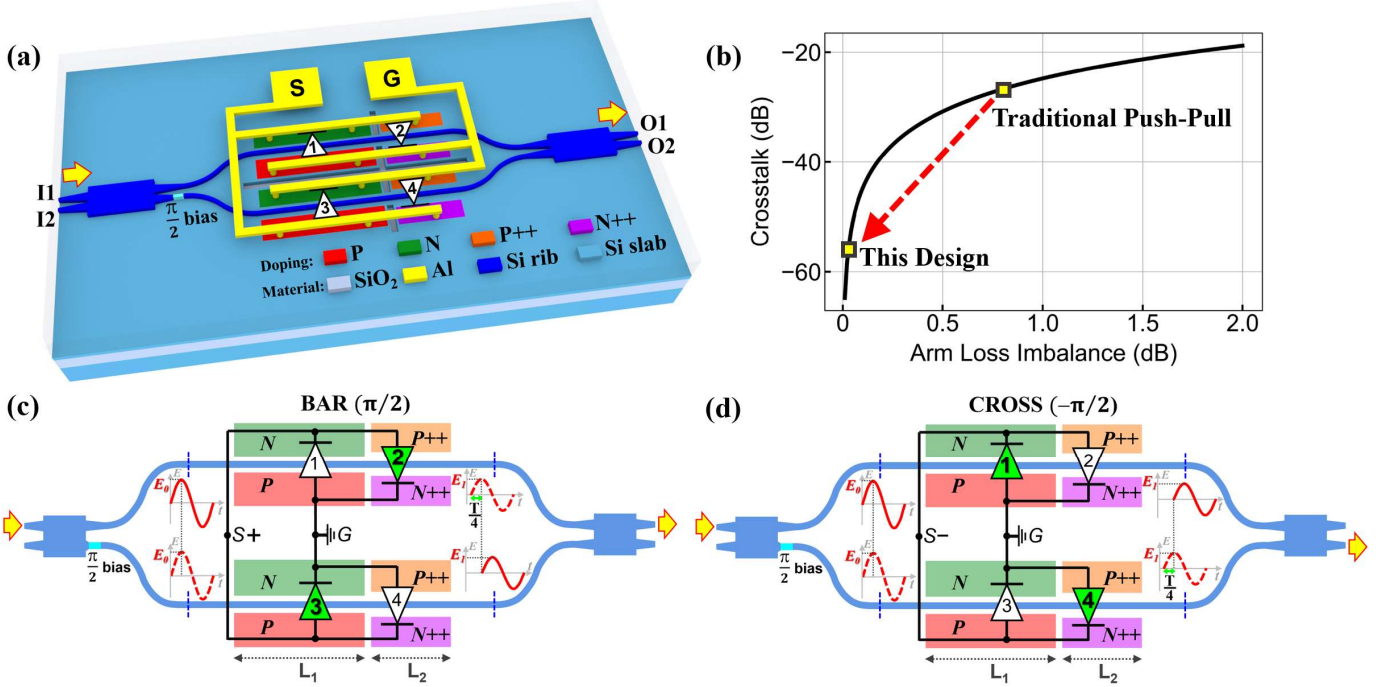 (a)
S
G
1
2
3
4
I1
I2
π/2 bias
O1
O2
Doping:
P
N
P++
N++
Material:
SiO2
Al
Si rib
Si slab
(b)
Crosstalk (dB)
−20
−40
−60
Traditional Push-Pull
This Design
0
0.5
1.0
1.5
2.0
Arm Loss Imbalance (dB)
(c)
BAR (π/2)
N
P++
1
2
P
N++
E
E0
t
E
E1
t
T/4
S+
G
π/2 bias
E
E0
t
E
E1
t
N
P++
3
4
P
N++
L1
L2
(d)
CROSS (−π/2)
N
P++
1
2
P
N++
E
E0
t
E
E1
t
S−
G
π/2 bias
E
E0
t
E
E1
t
T/4
N
P++
3
4
P
N++
L1
L2